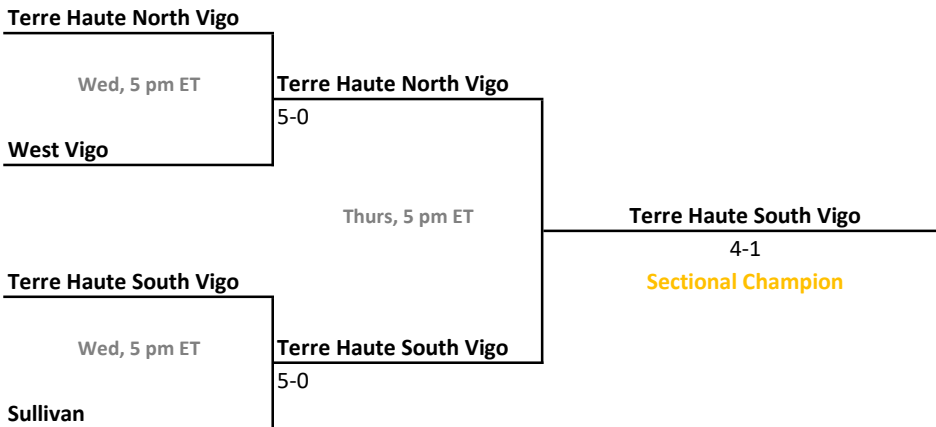 Terre Haute North Vigo
Wed, 5 pm ET
Terre Haute North Vigo
5-0
West Vigo
Thurs, 5 pm ET
Terre Haute South Vigo
4-1
Sectional Champion
Terre Haute South Vigo
Wed, 5 pm ET
Terre Haute South Vigo
5-0
Sullivan